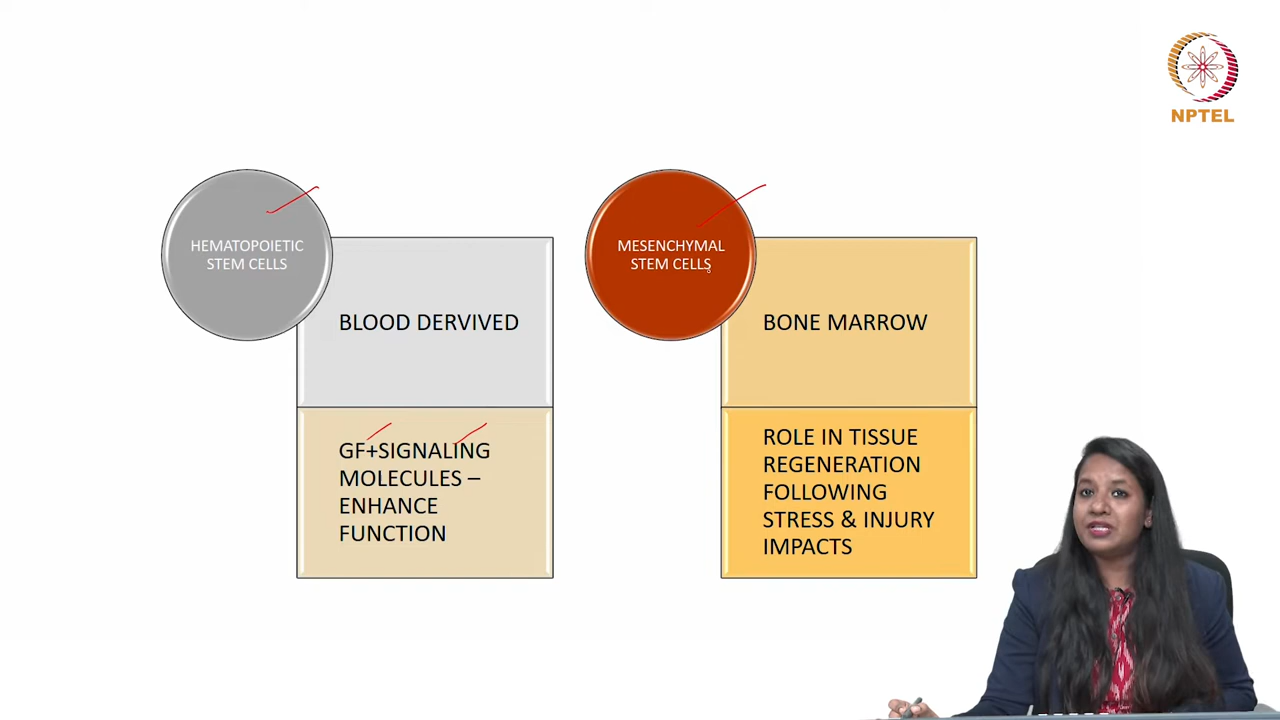 NPTEL
HEMATOPOIETIC
STEM CELLS
BLOOD DERVIVED
GF+SIGNALING
MOLECULES –
ENHANCE
FUNCTION
MESENCHYMAL
STEM CELLS
BONE MARROW
ROLE IN TISSUE
REGENERATION
FOLLOWING
STRESS & INJURY
IMPACTS